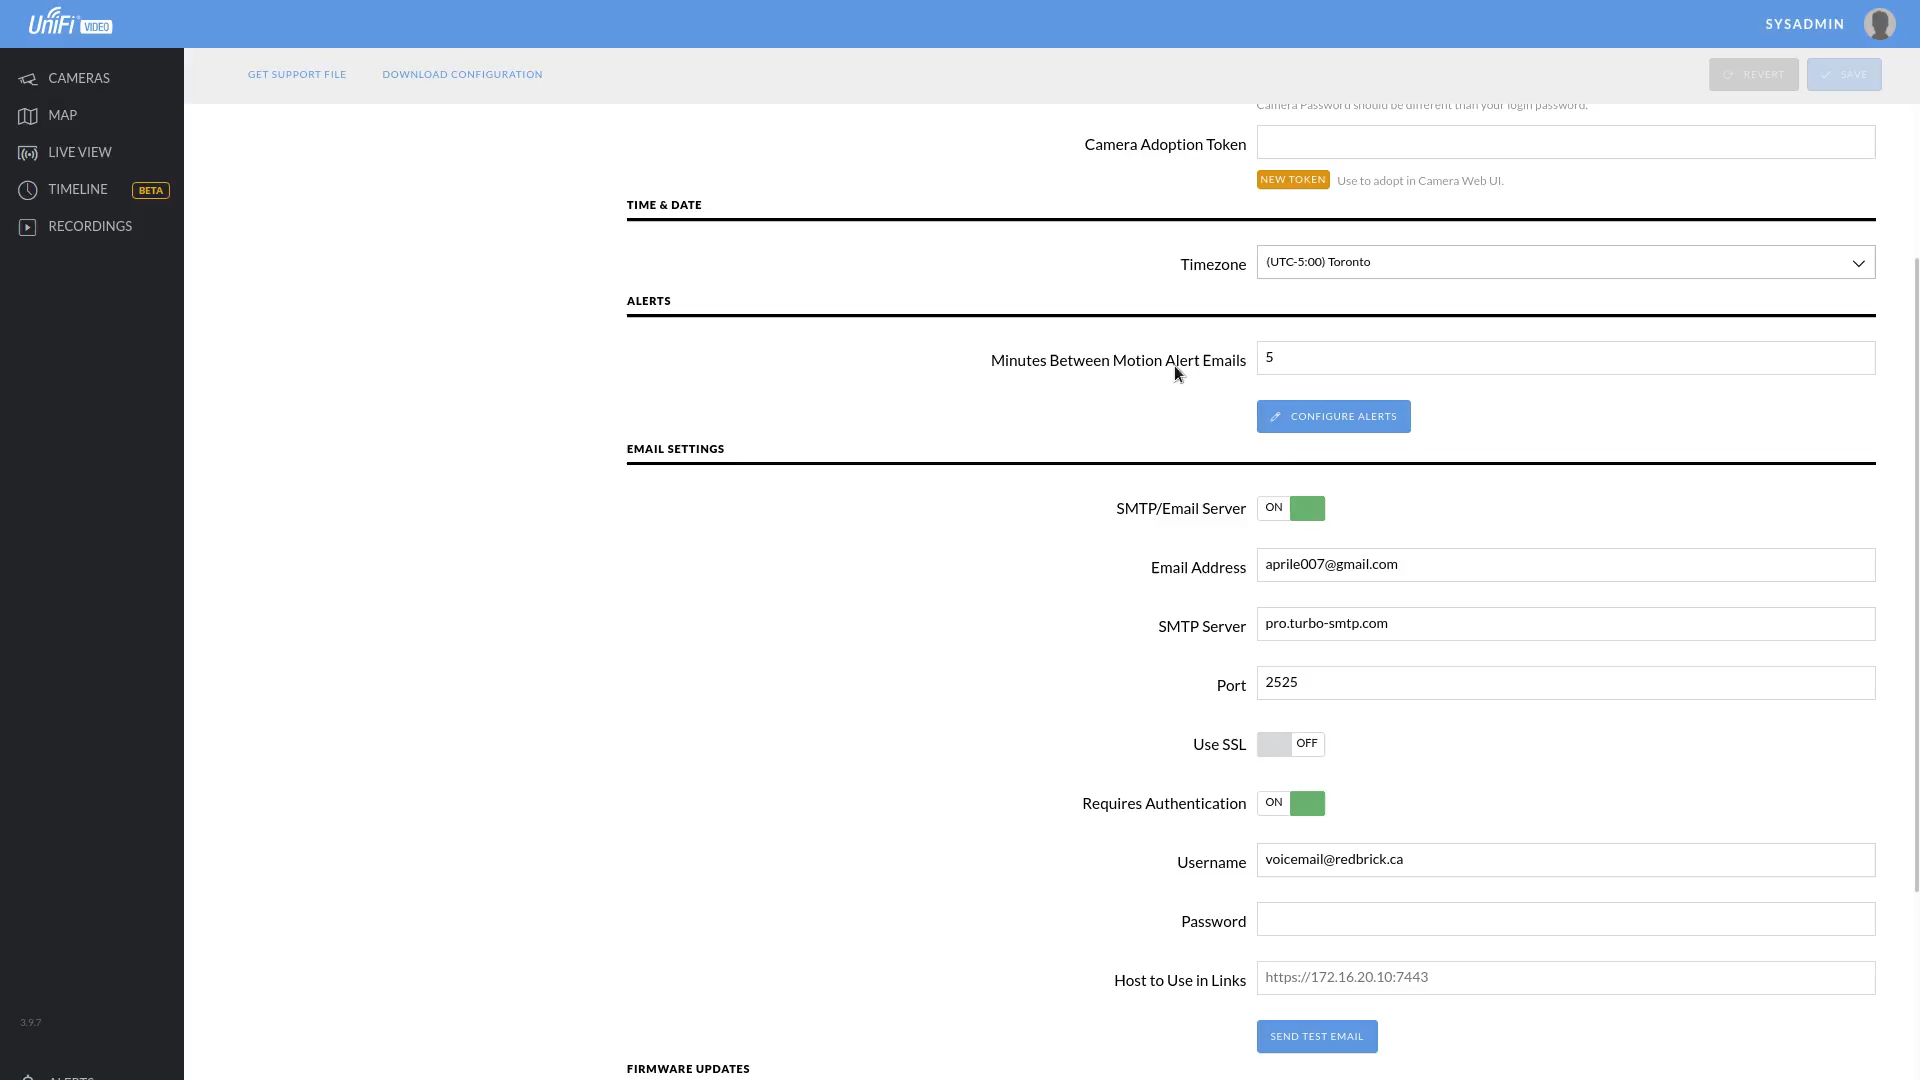 UniFi VIDEO
SYSADMIN
CAMERAS
MAP
LIVE VIEW
TIMELINE BETA
RECORDINGS
3.9.7
ALERTS
GET SUPPORT FILE
DOWNLOAD CONFIGURATION
REVERT
SAVE
Camera Password should be different than your login password.
Camera Adoption Token
NEW TOKEN Use to adopt in Camera Web UI.
TIME & DATE
Timezone (UTC-5:00) Toronto
ALERTS
Minutes Between Motion Alert Emails 5
CONFIGURE ALERTS
EMAIL SETTINGS
SMTP/Email Server ON
Email Address aprile007@gmail.com
SMTP Server pro.turbo-smtp.com
Port 2525
Use SSL OFF
Requires Authentication ON
Username voicemail@redbrick.ca
Password
Host to Use in Links https://172.16.20.10:7443
SEND TEST EMAIL
FIRMWARE UPDATES